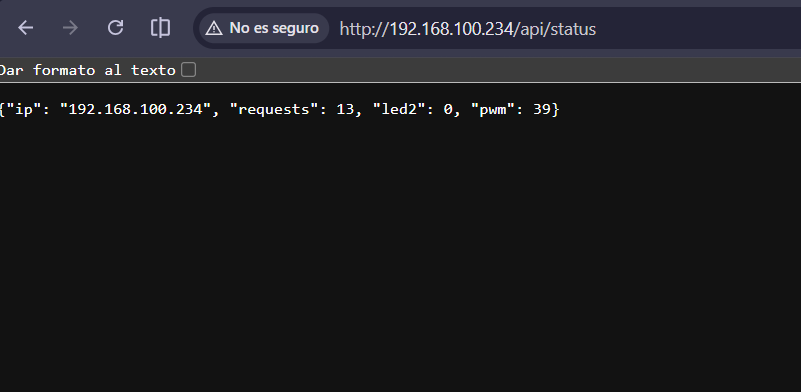 No es seguro http://192.168.100.234/api/status
Dar formato al texto
{"ip": "192.168.100.234", "requests": 13, "led2": 0, "pwm": 39}